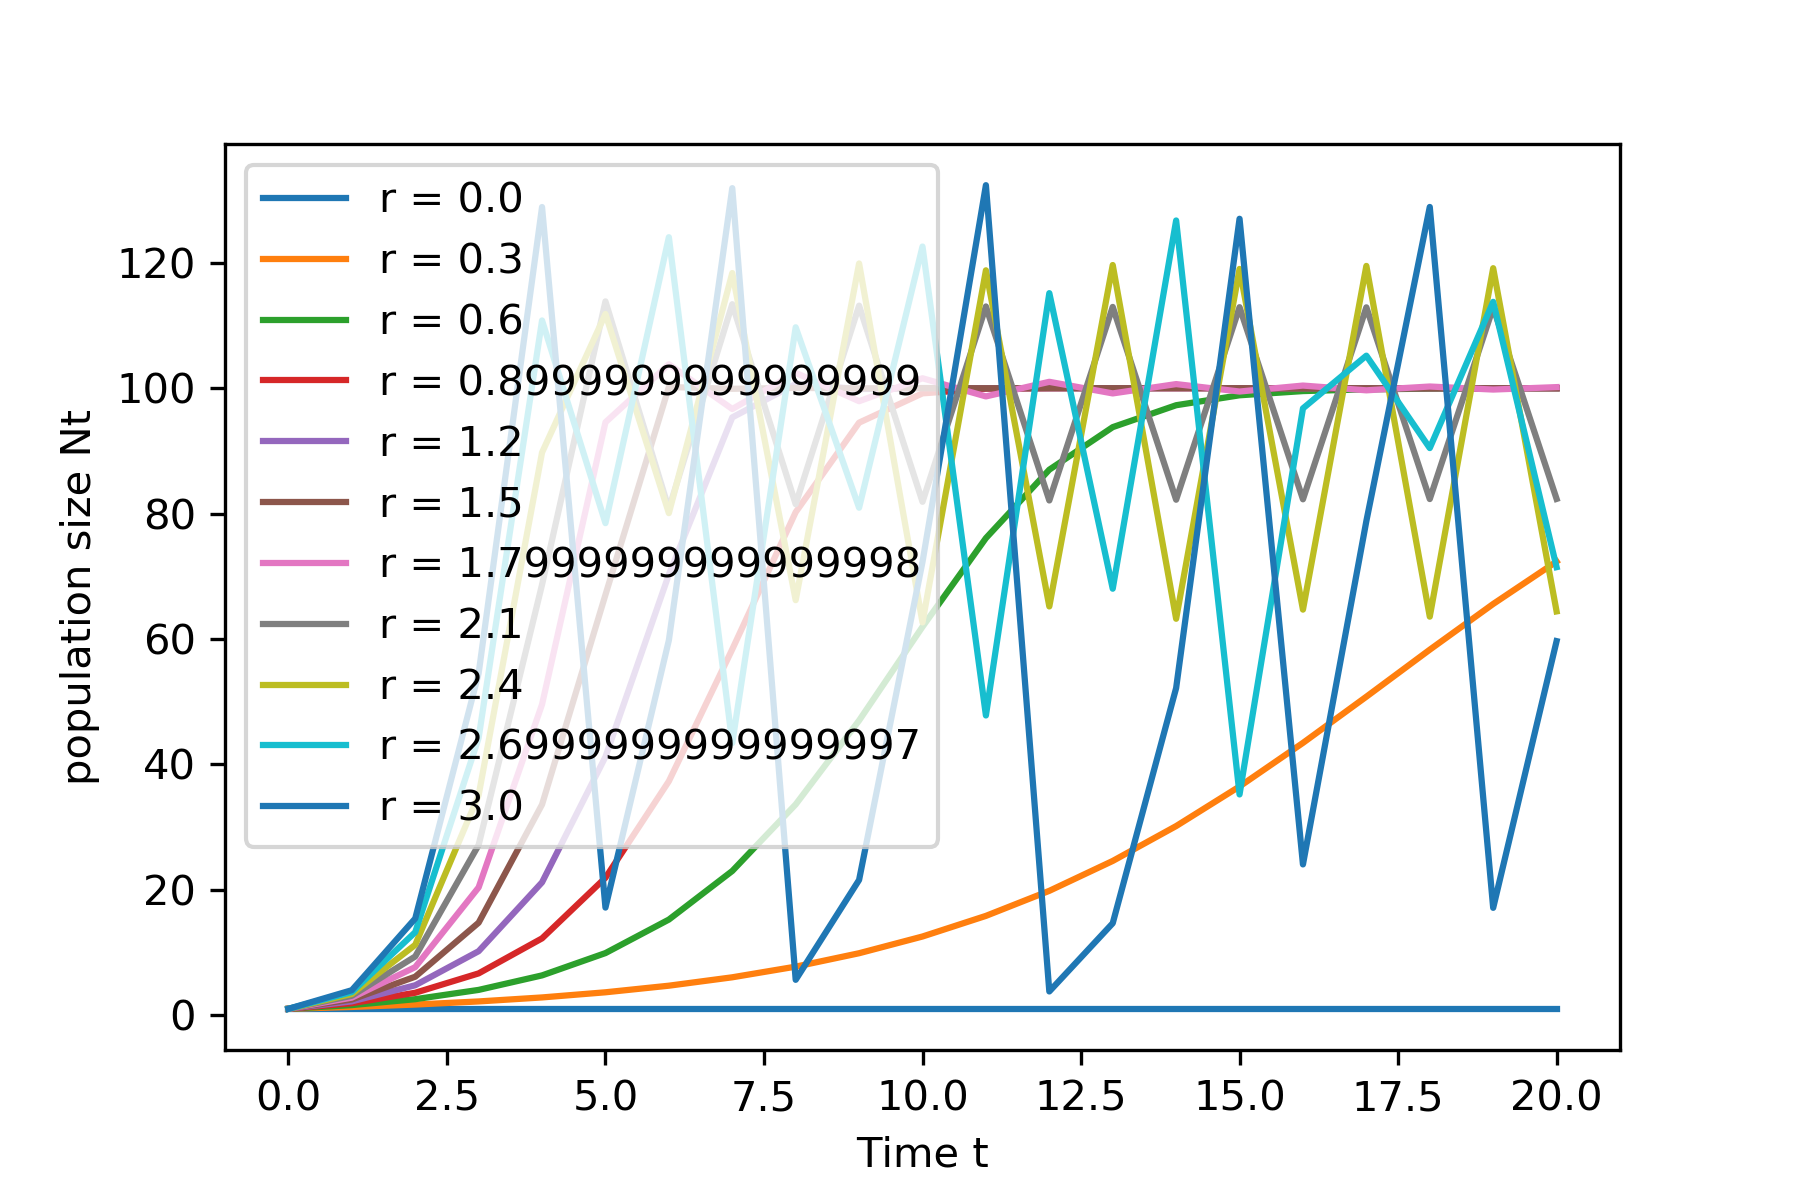 population size Nt
120
100
80
60
40
20
0
r = 0.0
r = 0.3
r = 0.6
r = 0.8999999999999999
r = 1.2
r = 1.5
r = 1.7999999999999998
r = 2.1
r = 2.4
r = 2.6999999999999997
r = 3.0
0.0 2.5 5.0 7.5 10.0 12.5 15.0 17.5 20.0
Time t